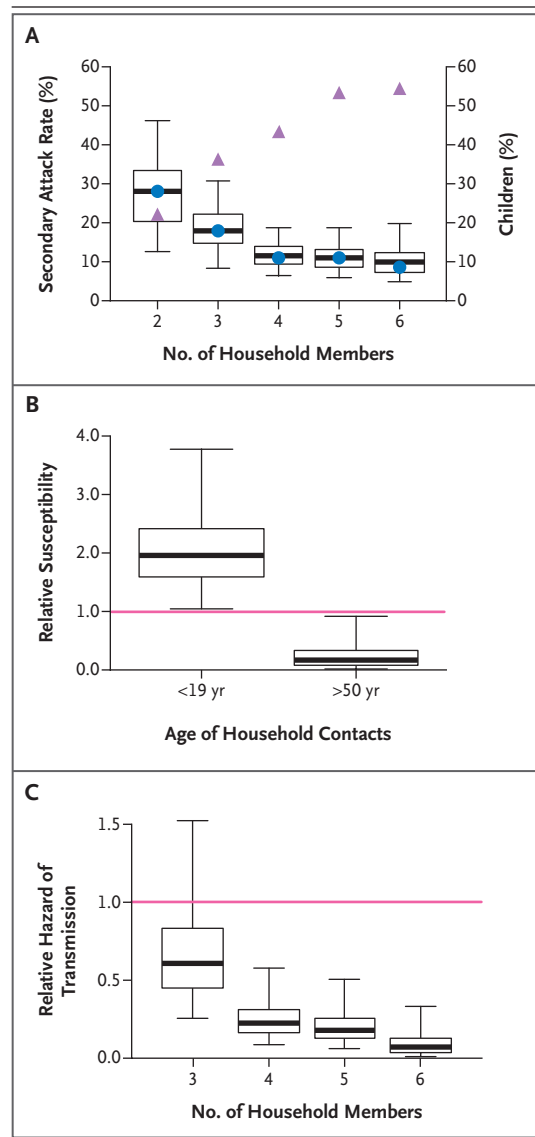 A
Secondary Attack Rate (%)
60
50
40
30
20
10
0
60
50
40
30
20
10
0
Children (%)
2 3 4 5 6
No. of Household Members
B
Relative Susceptibility
4.0
3.0
2.0
1.0
0.0
<19 yr >50 yr
Age of Household Contacts
C
Relative Hazard of
Transmission
1.5
1.0
0.5
0.0
3 4 5 6
No. of Household Members